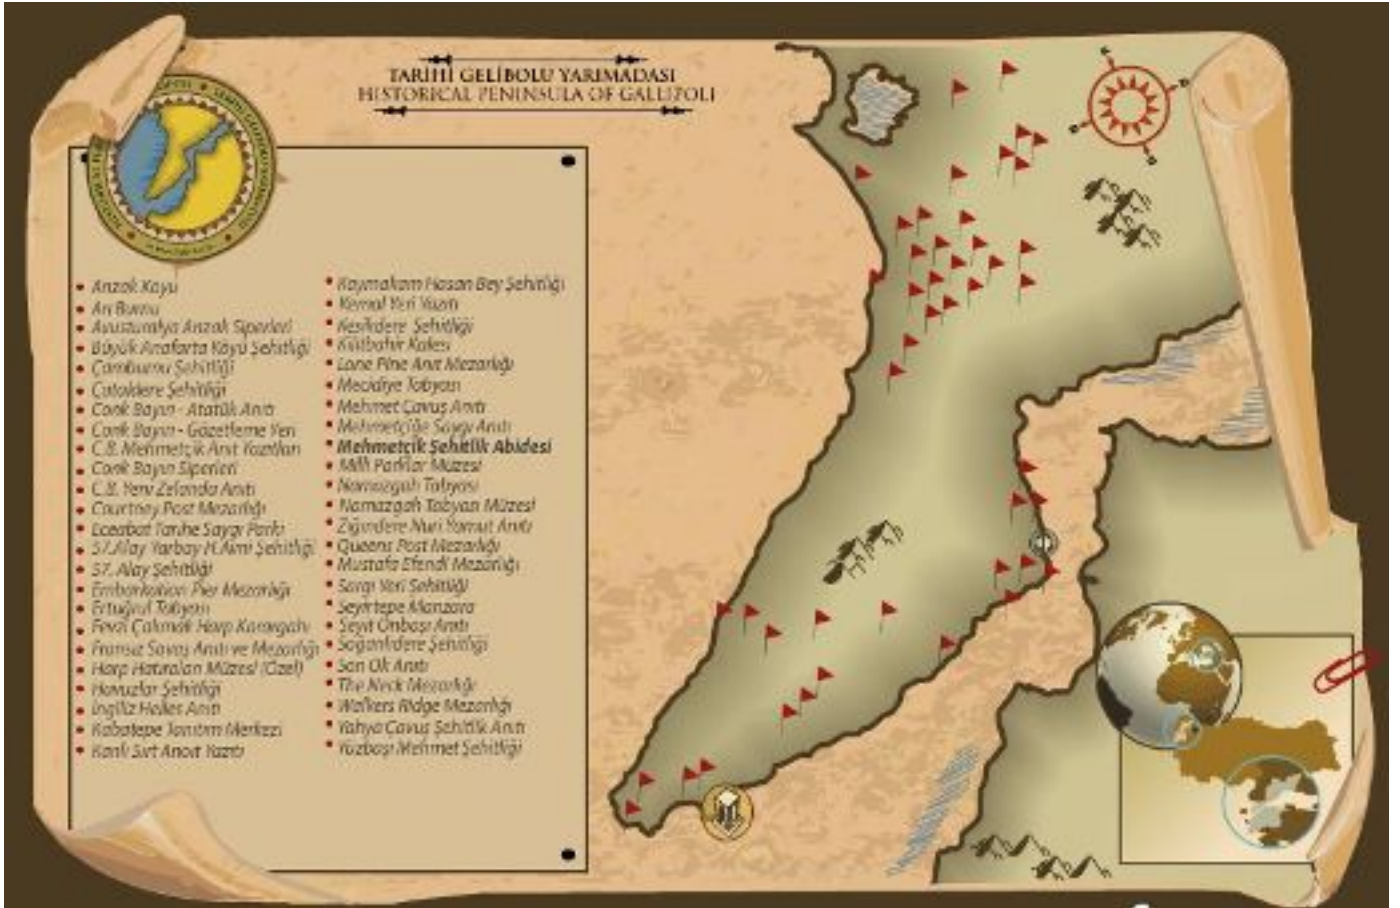 TARİHİ GELİBOLU YARIMADASI
HISTORICAL PENINSULA OF GALLIPOLI
Anzak Koyu
Arı Burnu
Avusturalya Anzak Siperleri
Büyük Anafarta Köyü Şehitliği
Çamburnu Şehitliği
Çataldere Şehitliği
Conk Bayırı - Atatük Anıtı
Conk Bayırı - Gözetleme Yeri
C.B. Mehmetçik Anıt Yazıtları
Conk Bayırı Siperleri
C.B. Yeni Zelanda Anıtı
Courtney Post Mezarlığı
Eceabat Tarihe Saygı Parkı
57.Alay Yarbay H.Avni Şehitliği
57. Alay Şehitliği
Embarkation Pier Mezarlığı
Ertuğrul Tabyası
Fevzi Çakmak Harp Karargahı
Fransız Savaş Anıtı ve Mezarlığı
Harp Hatıraları Müzesi (Özel)
Havuzlar Şehitliği
İngiliz Helles Anıtı
Kabatepe Tanıtım Merkezi
Kanlı Sırt Anıtı Yazıtı
Kaymakam Hasan Bey Şehitliği
Kemal Yeri Yazıtı
Kesikdere Şehitliği
Kilitbahir Kalesi
Lone Pine Anıt Mezarlığı
Mecidiye Tabyası
Mehmet Çavuş Anıtı
Mehmetçiğe Saygı Anıtı
Mehmetçik Şehitlik Abidesi
Milli Parklar Müzesi
Namazgah Tabyası
Namazgah Tabyası Müzesi
Zığındere Nuri Yamut Anıtı
Queens Post Mezarlığı
Mustafa Efendi Mezarlığı
Sargı Yeri Şehitliği
Seyirtepe Manzara
Seyit Onbaşı Anıtı
Soğanlıdere Şehitliği
Son Ok Anıtı
The Neck Mezarlığı
Walkers Ridge Mezarlığı
Yahya Çavuş Şehitlik Anıtı
Yüzbaşı Mehmet Şehitliği